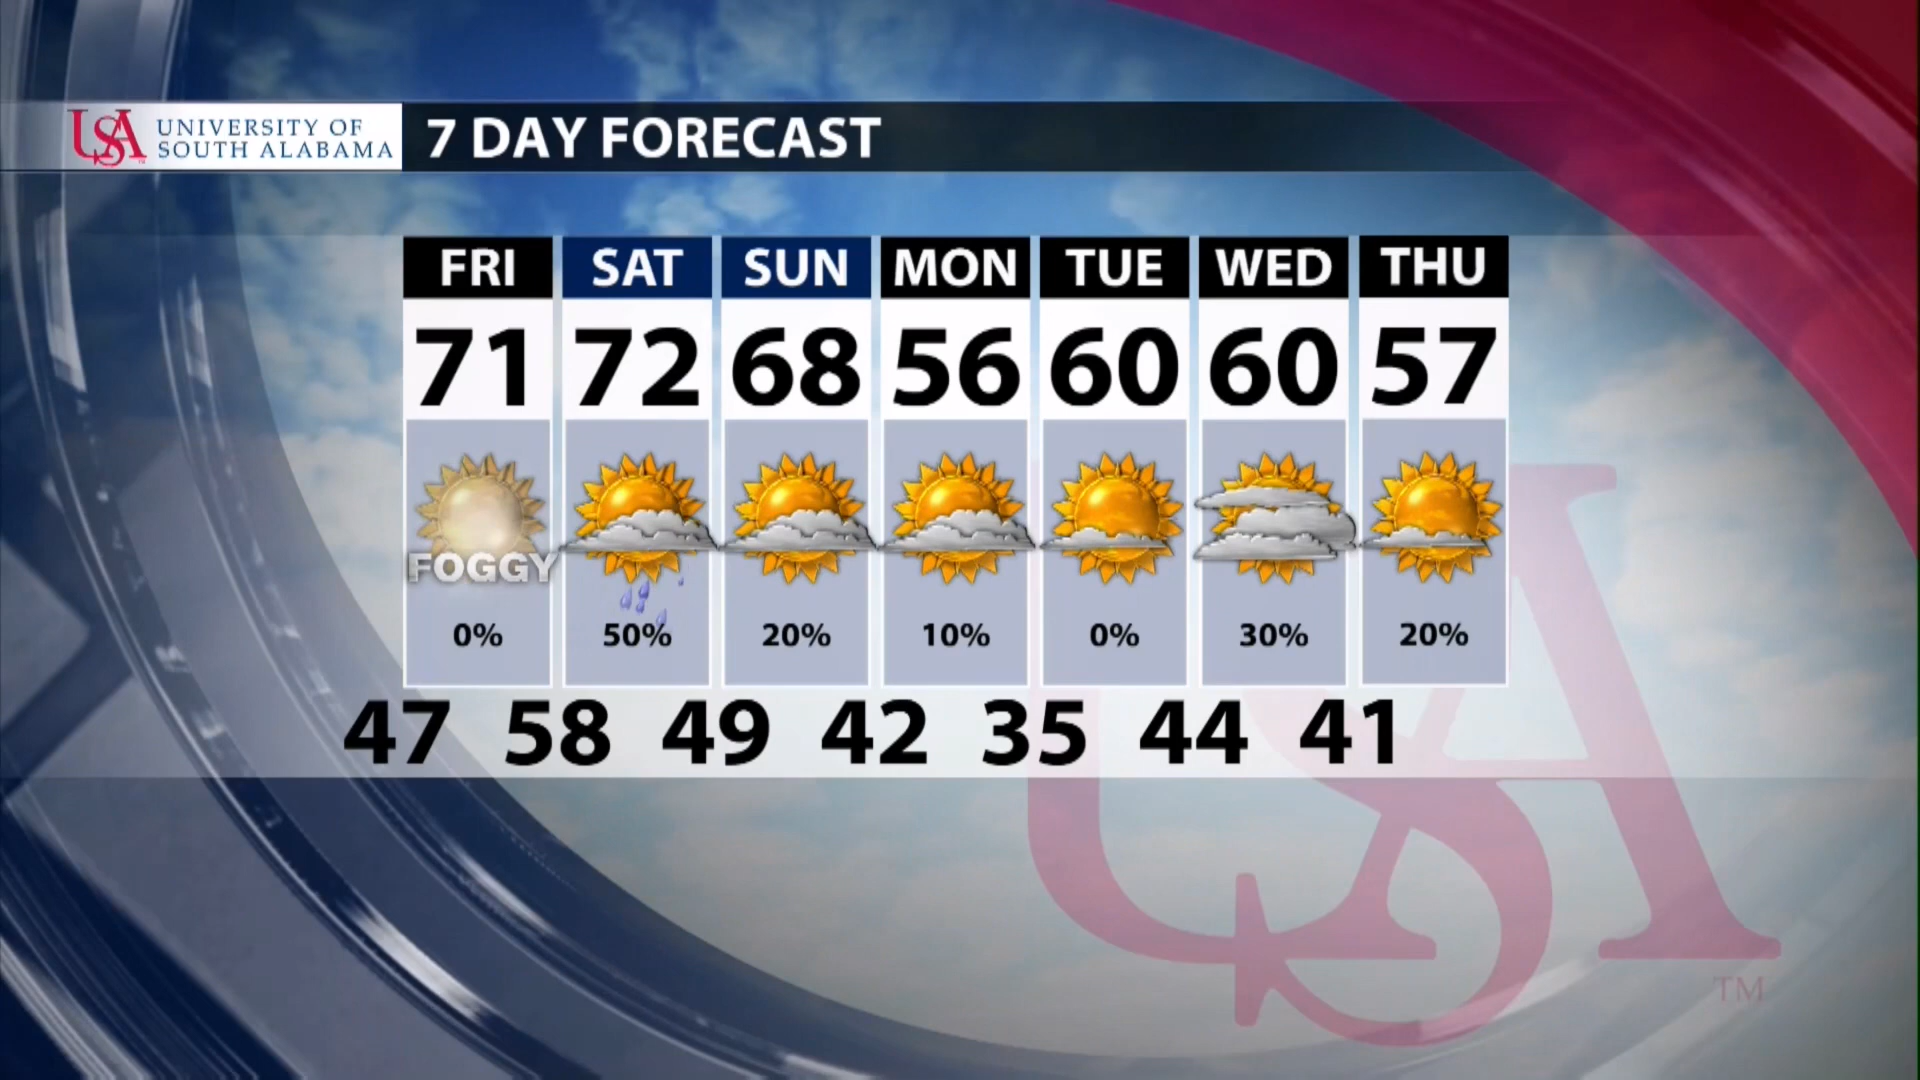 USA UNIVERSITY OF
SOUTH ALABAMA
7 DAY FORECAST
FRI SAT SUN MON TUE WED THU
71 72 68 56 60 60 57
FOGGY
0% 50% 20% 10% 0% 30% 20%
47 58 49 42 35 44 41
USA
TM